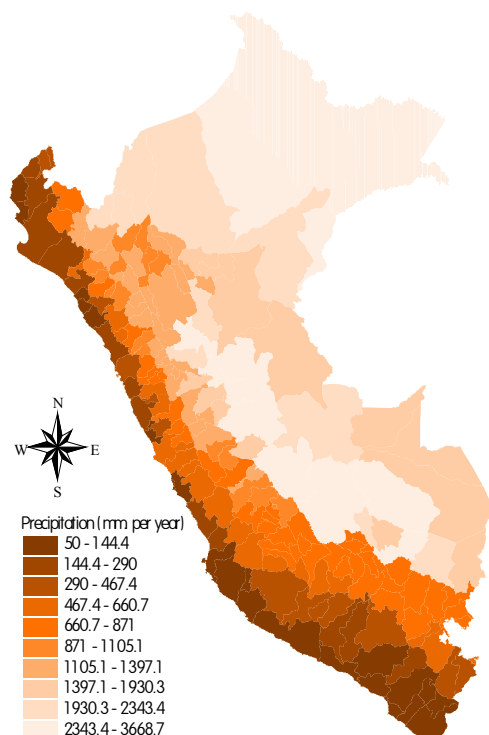 N
W E
S
Precipitation (mm per year)
50 - 144.4
144.4 - 290
290 - 467.4
467.4 - 660.7
660.7 - 871
871 - 1105.1
1105.1 - 1397.1
1397.1 - 1930.3
1930.3 - 2343.4
2343.4 - 3668.7